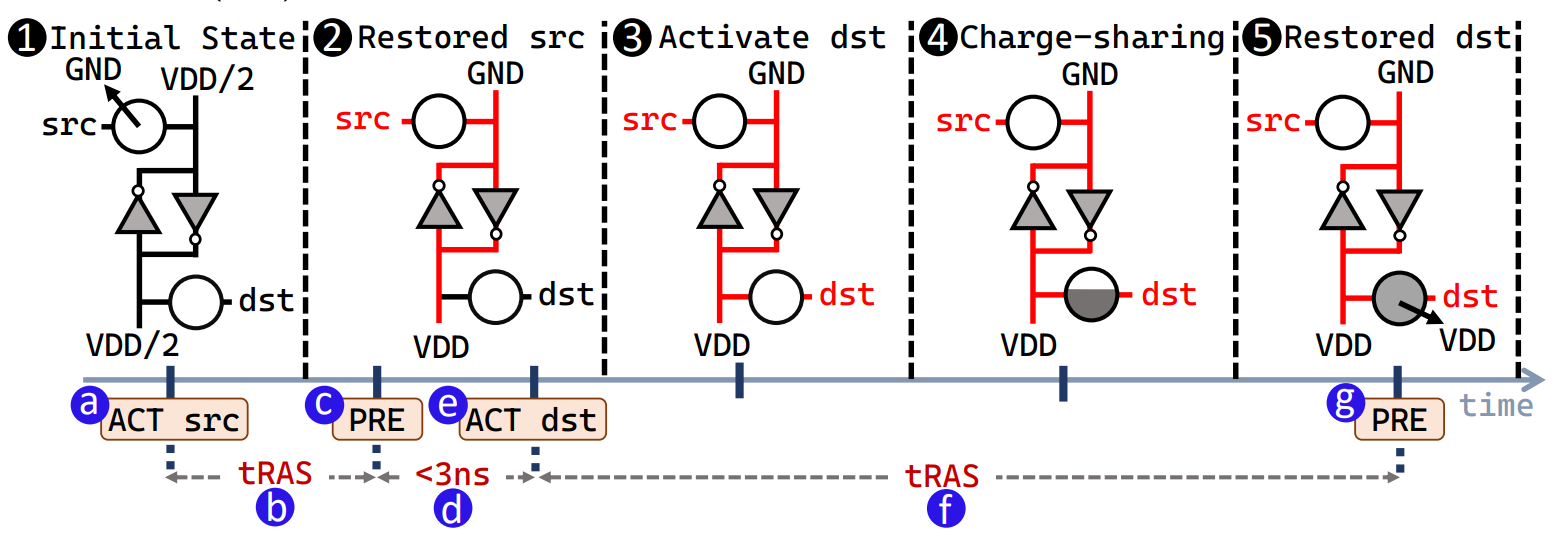 1 Initial State
GND
VDD/2
src
dst
VDD/2
2 Restored src
GND
src
dst
VDD
3 Activate dst
GND
src
dst
VDD
4 Charge-sharing
GND
src
dst
VDD
5 Restored dst
GND
src
dst
VDD
VDD
a ACT src
c PRE
e ACT dst
g PRE
time
tRAS
<3ns
tRAS
b
d
f